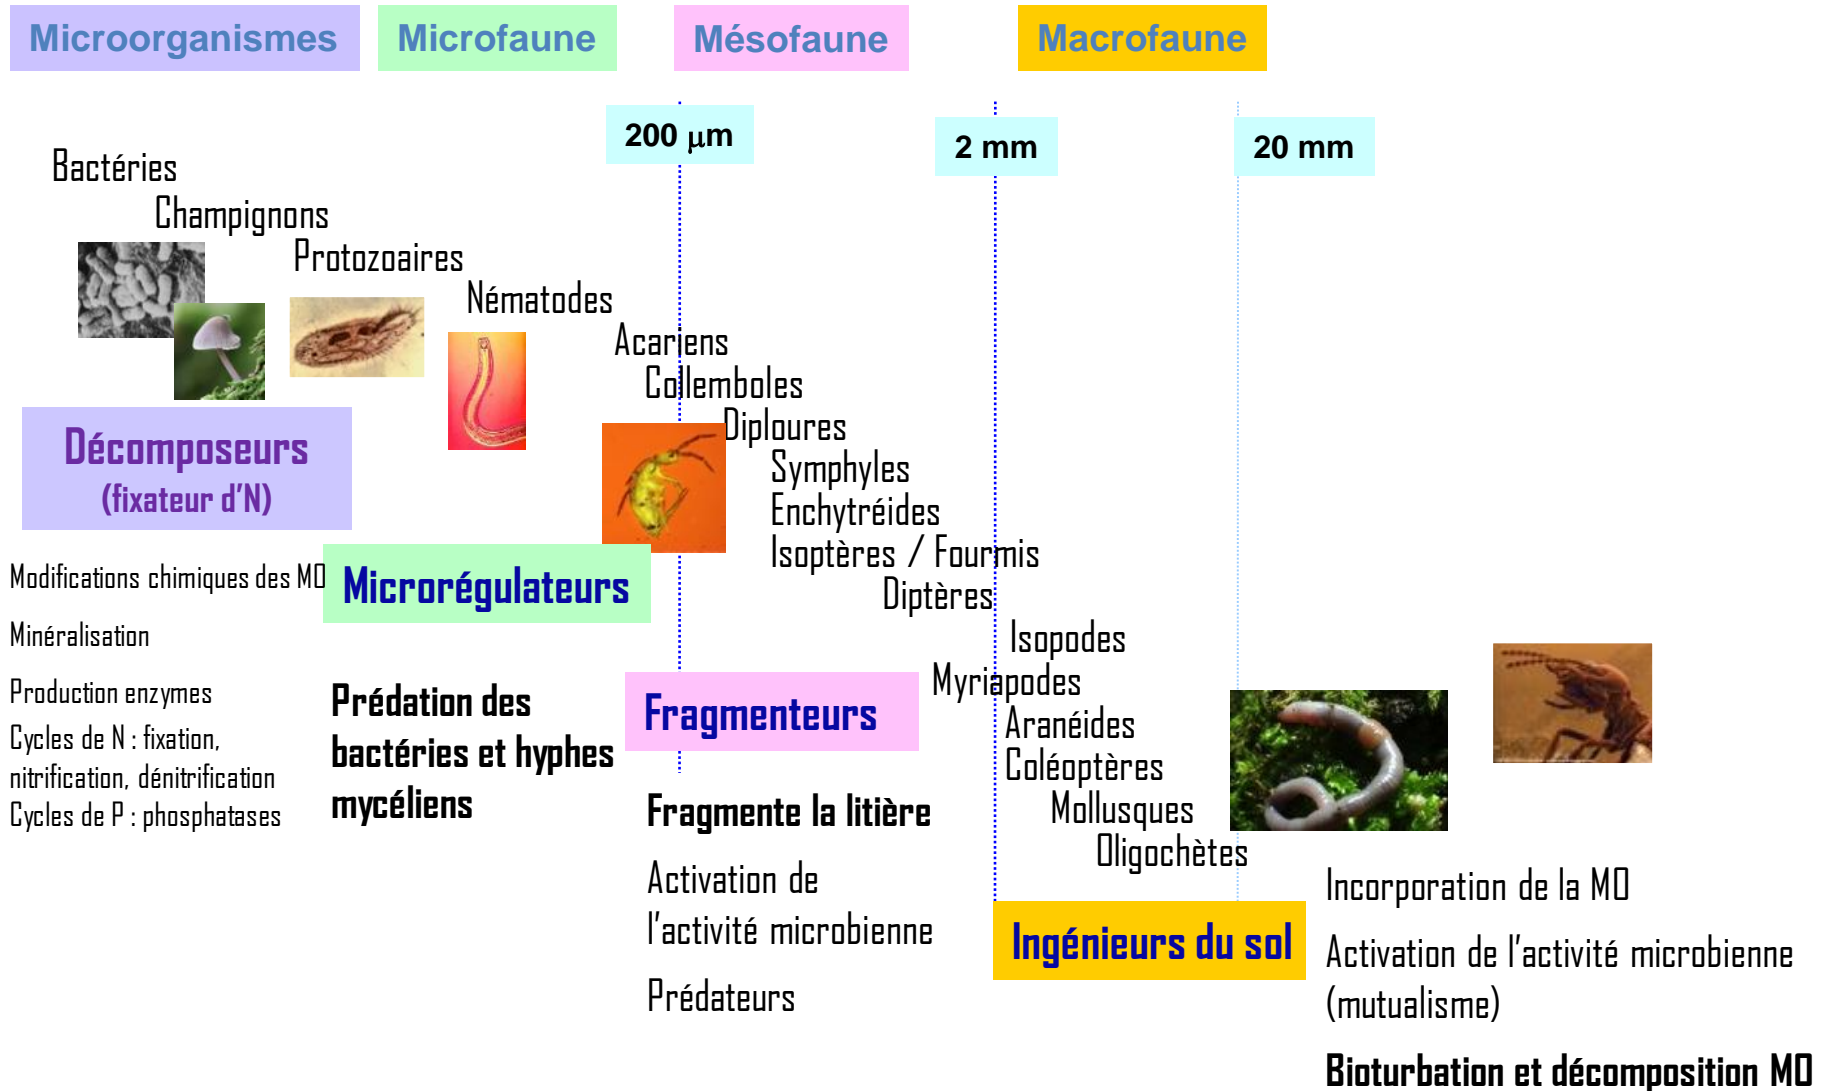 Microorganismes
Microfaune
Mésofaune
Macrofaune
200 µm
2 mm
20 mm
Bactéries
Champignons
Protozoaires
Nématodes
Acariens
Collemboles
Diploures
Symphyles
Enchytréides
Isoptères / Fourmis
Diptères
Isopodes
Myriapodes
Aranéides
Coléoptères
Mollusques
Oligochètes
Décomposeurs
(fixateur d'N)
Modifications chimiques des MO
Minéralisation
Production enzymes
Cycles de N : fixation,
nitrification, dénitrification
Cycles de P : phosphatases
Microrégulateurs
Prédation des
bactéries et hyphes
mycéliens
Fragmenteurs
Fragmente la litière
Activation de
l'activité microbienne
Prédateurs
Ingénieurs du sol
Incorporation de la MO
Activation de l'activité microbienne
(mutualisme)
Bioturbation et décomposition MO